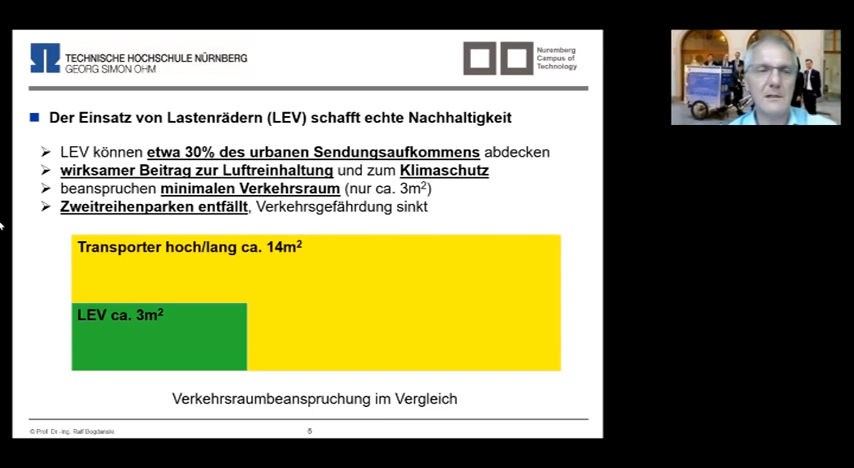 TECHNISCHE HOCHSCHULE NÜRNBERG
GEORG SIMON OHM
Nuremberg
Campus of
Technology
Der Einsatz von Lastenrädern (LEV) schafft echte Nachhaltigkeit
LEV können etwa 30% des urbanen Sendungsaufkommens abdecken
wirksamer Beitrag zur Luftreinhaltung und zum Klimaschutz
beanspruchen minimalen Verkehrsraum (nur ca. 3m²)
Zweitreihenparken entfällt, Verkehrsgefährdung sinkt
Transporter hoch/lang ca. 14m²
LEV ca. 3m²
Verkehrsraumbeanspruchung im Vergleich
© Prof. Dr.-Ing. Ralf Bogdanski
5